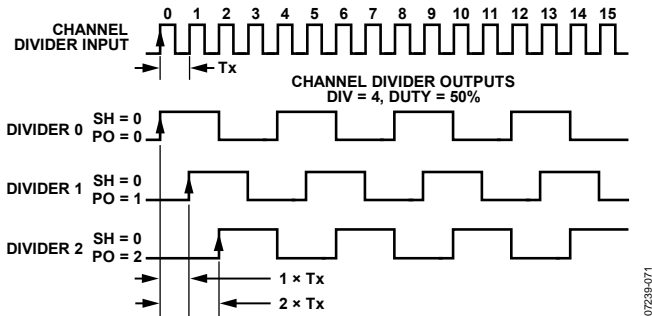 0 1 2 3 4 5 6 7 8 9 10 11 12 13 14 15
CHANNEL
DIVIDER INPUT
Tx
CHANNEL DIVIDER OUTPUTS
DIV = 4, DUTY = 50%
DIVIDER 0
SH = 0
PO = 0
DIVIDER 1
SH = 0
PO = 1
DIVIDER 2
SH = 0
PO = 2
1 × Tx
2 × Tx
07239-071